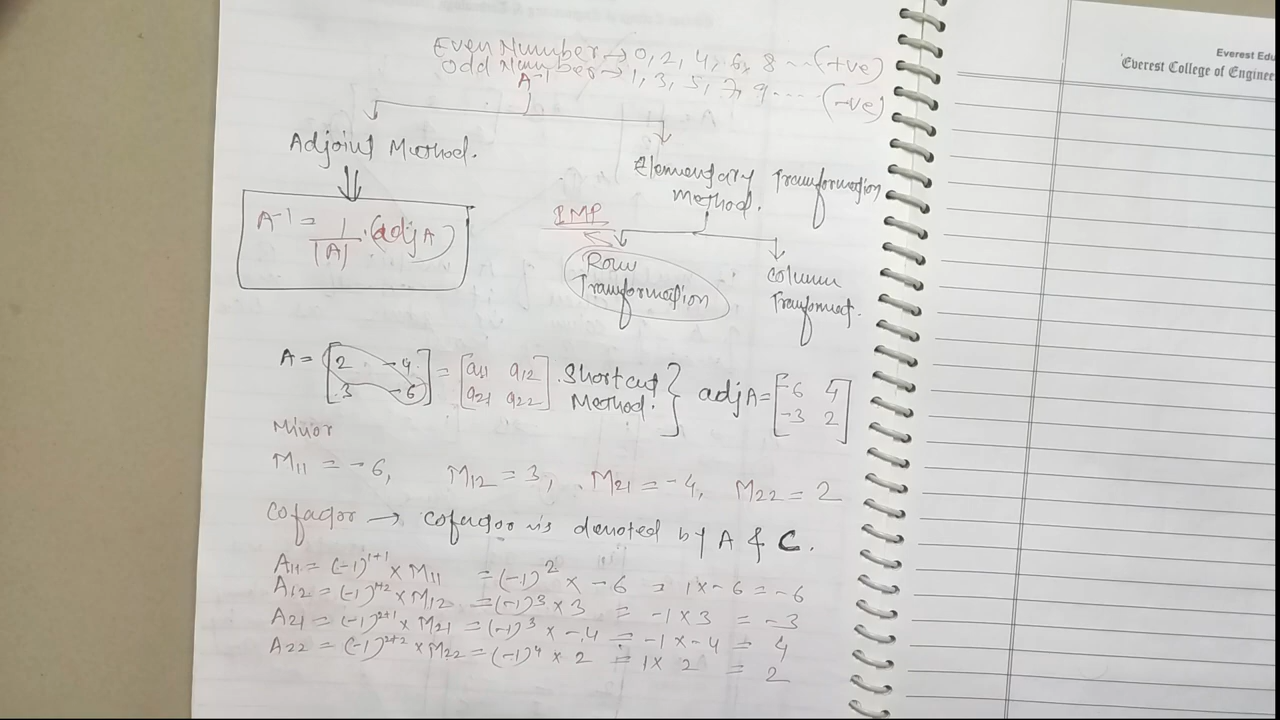 Even Number → 0, 2, 4, 6, 8 ... (+ve)
Odd Number → 1, 3, 5, 7, 9 .... (-ve)
A⁻¹
Adjoint Method.
Elementary Transformation
Method.
A⁻¹ = 1/|A| · (adj A)
IMP
Row
Transformation
Column
Transformat.
A = [2 -4; 3 -6] = [a11 a12; a21 a22] Shortcut Method. } adj A = [-6 4; -3 2]
Minor
M11 = -6, M12 = 3, M21 = -4, M22 = 2
Cofactor → cofactor is denoted by A & C.
A11 = (-1)¹⁺¹ × M11 = (-1)² × -6 = 1 × -6 = -6
A12 = (-1)¹⁺² × M12 = (-1)³ × 3 = -1 × 3 = -3
A21 = (-1)²⁺¹ × M21 = (-1)³ × -4 = -1 × -4 = 4
A22 = (-1)²⁺² × M22 = (-1)⁴ × 2 = 1 × 2 = 2
Everest Edu
Everest College of Enginee